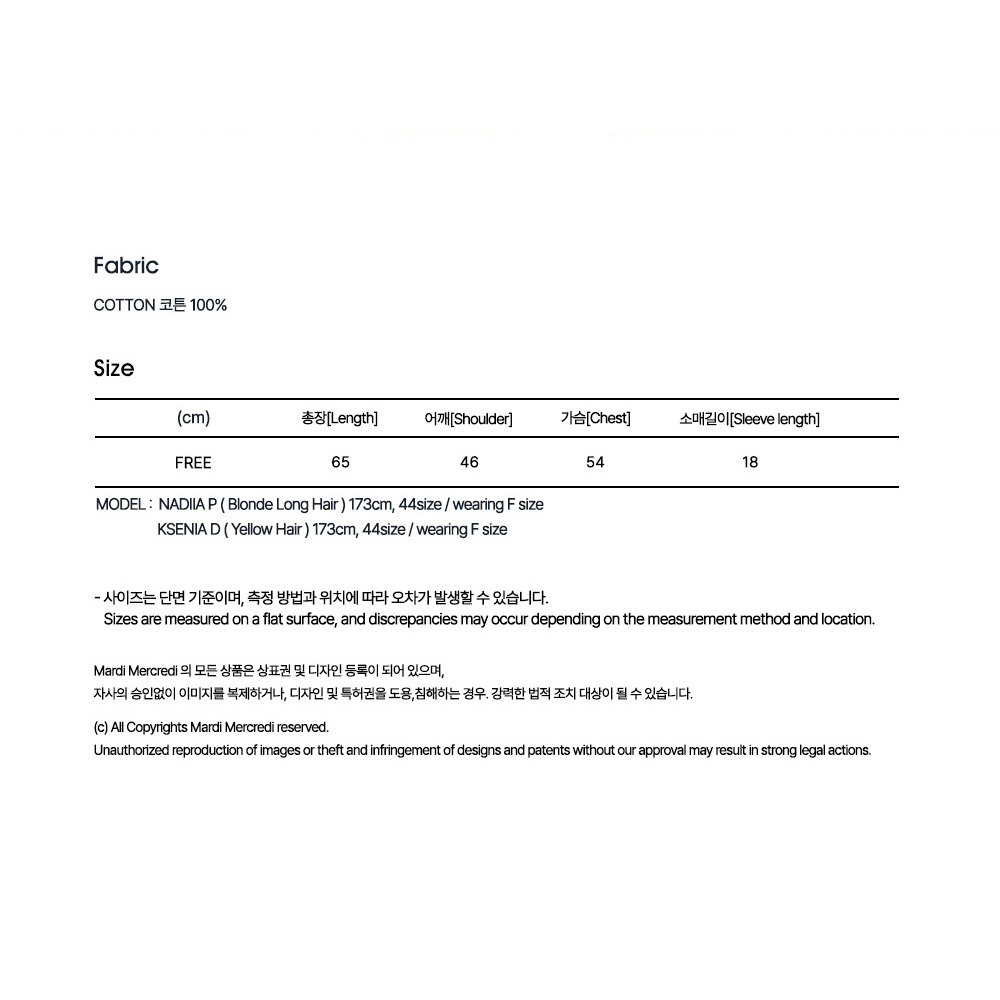 Fabric
COTTON 코튼 100%
Size
(cm) 총장[Length] 어깨[Shoulder] 가슴[Chest] 소매길이[Sleeve length]
FREE 65 46 54 18
MODEL : NADIIA P ( Blonde Long Hair ) 173cm, 44size / wearing F size
KSENIA D ( Yellow Hair ) 173cm, 44size / wearing F size
- 사이즈는 단면 기준이며, 측정 방법과 위치에 따라 오차가 발생할 수 있습니다.
Sizes are measured on a flat surface, and discrepancies may occur depending on the measurement method and location.
Mardi Mercredi 의 모든 상품은 상표권 및 디자인 등록이 되어 있으며,
자사의 승인없이 이미지를 복제하거나, 디자인 및 특허권을 도용,침해하는 경우. 강력한 법적 조치 대상이 될 수 있습니다.
(c) All Copyrights Mardi Mercredi reserved.
Unauthorized reproduction of images or theft and infringement of designs and patents without our approval may result in strong legal actions.